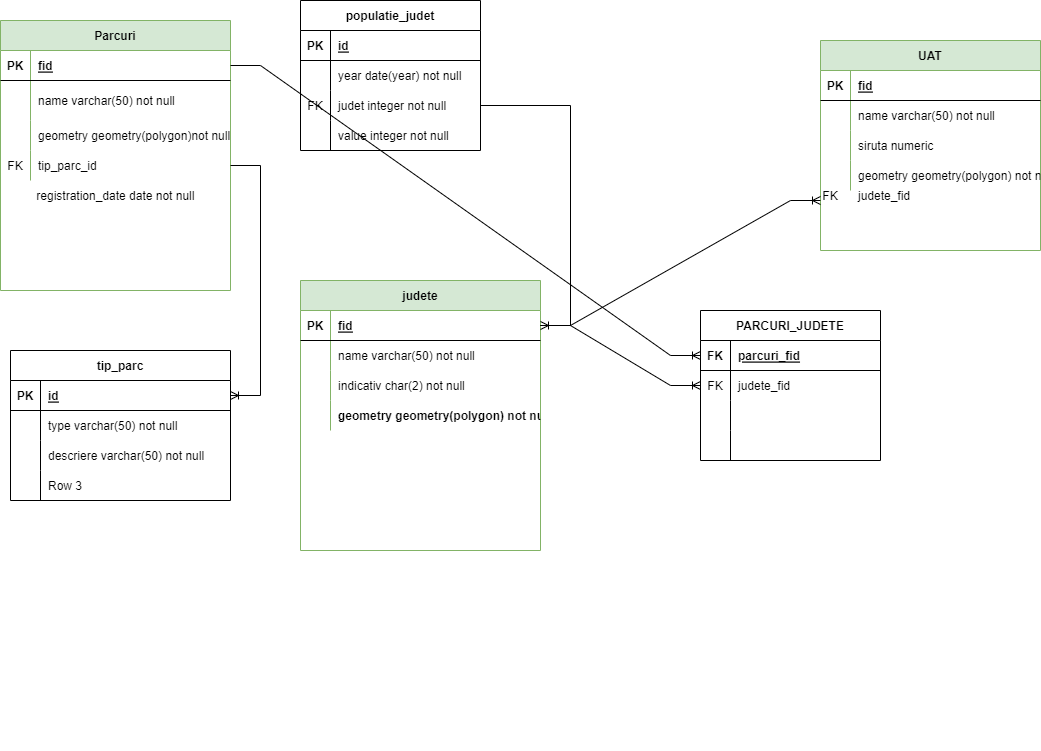 Parcuri
PK fid
name varchar(50) not null
geometry geometry(polygon)not null
FK tip_parc_id
registration_date date not null
populatie_judet
PK id
year date(year) not null
FK judet integer not null
value integer not null
UAT
PK fid
name varchar(50) not null
siruta numeric
geometry geometry(polygon) not n
FK judete_fid
judete
PK fid
name varchar(50) not null
indicativ char(2) not null
geometry geometry(polygon) not nu
PARCURI_JUDETE
FK parcuri_fid
FK judete_fid
tip_parc
PK id
type varchar(50) not null
descriere varchar(50) not null
Row 3